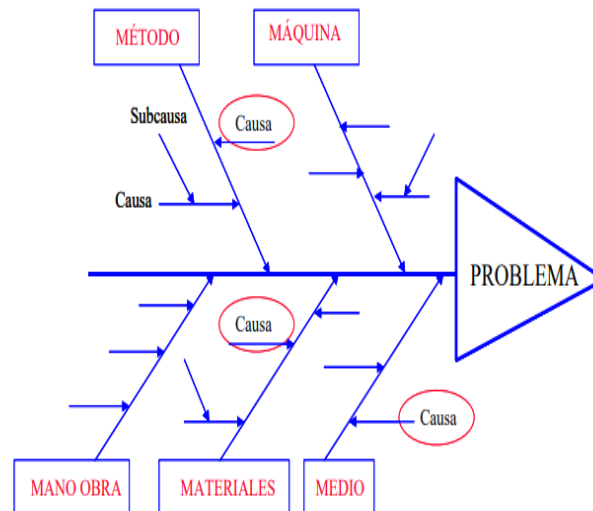 MÉTODO
MÁQUINA
Subcausa
Causa
Causa
PROBLEMA
Causa
Causa
MANO OBRA
MATERIALES
MEDIO